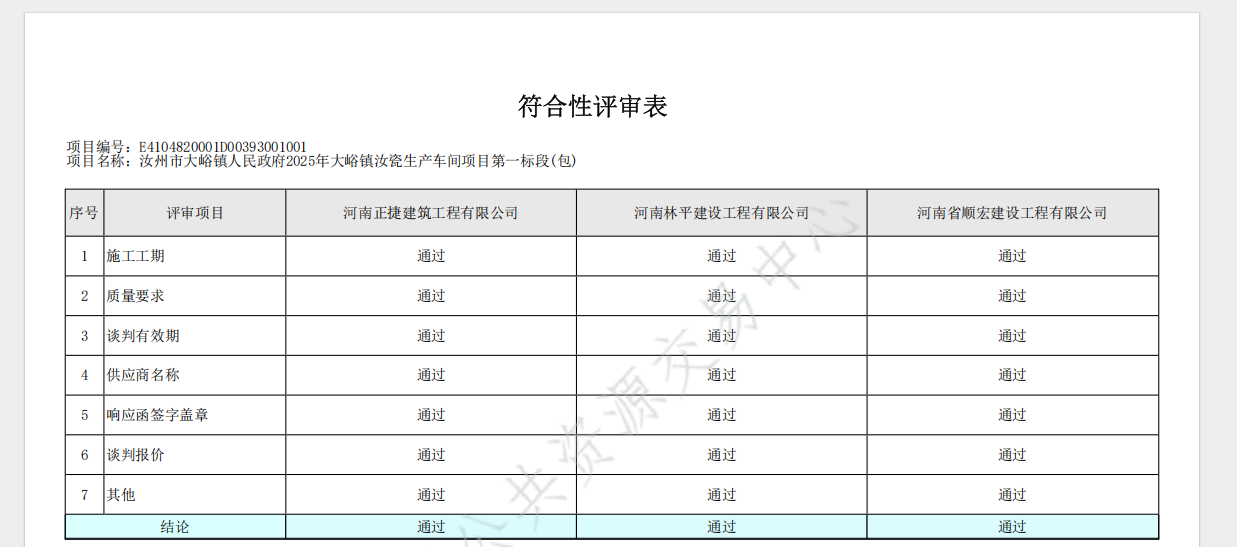 符合性评审表
项目编号：E4104820001D00393001001
项目名称：汝州市大峪镇人民政府2025年大峪镇汝瓷生产车间项目第一标段(包)
序号 评审项目 河南正捷建筑工程有限公司 河南林平建设工程有限公司 河南省顺宏建设工程有限公司
1 施工工期 通过 通过 通过
2 质量要求 通过 通过 通过
3 谈判有效期 通过 通过 通过
4 供应商名称 通过 通过 通过
5 响应函签字盖章 通过 通过 通过
6 谈判报价 通过 通过 通过
7 其他 通过 通过 通过
结论 通过 通过 通过
公共资源交易中心